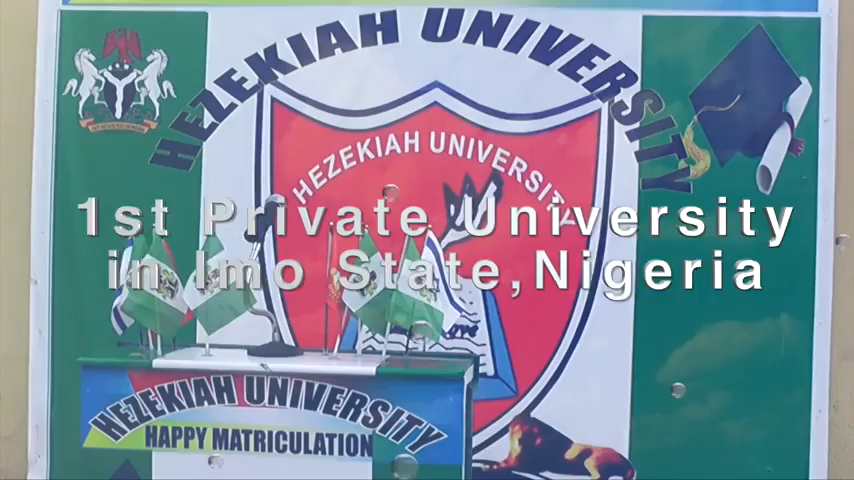 HEZEKIAH UNIVERSITY
HEZEKIAH UNIVERSITY
1st Private University
in Imo State,Nigeria
HEZEKIAH UNIVERSITY
HAPPY MATRICULATION